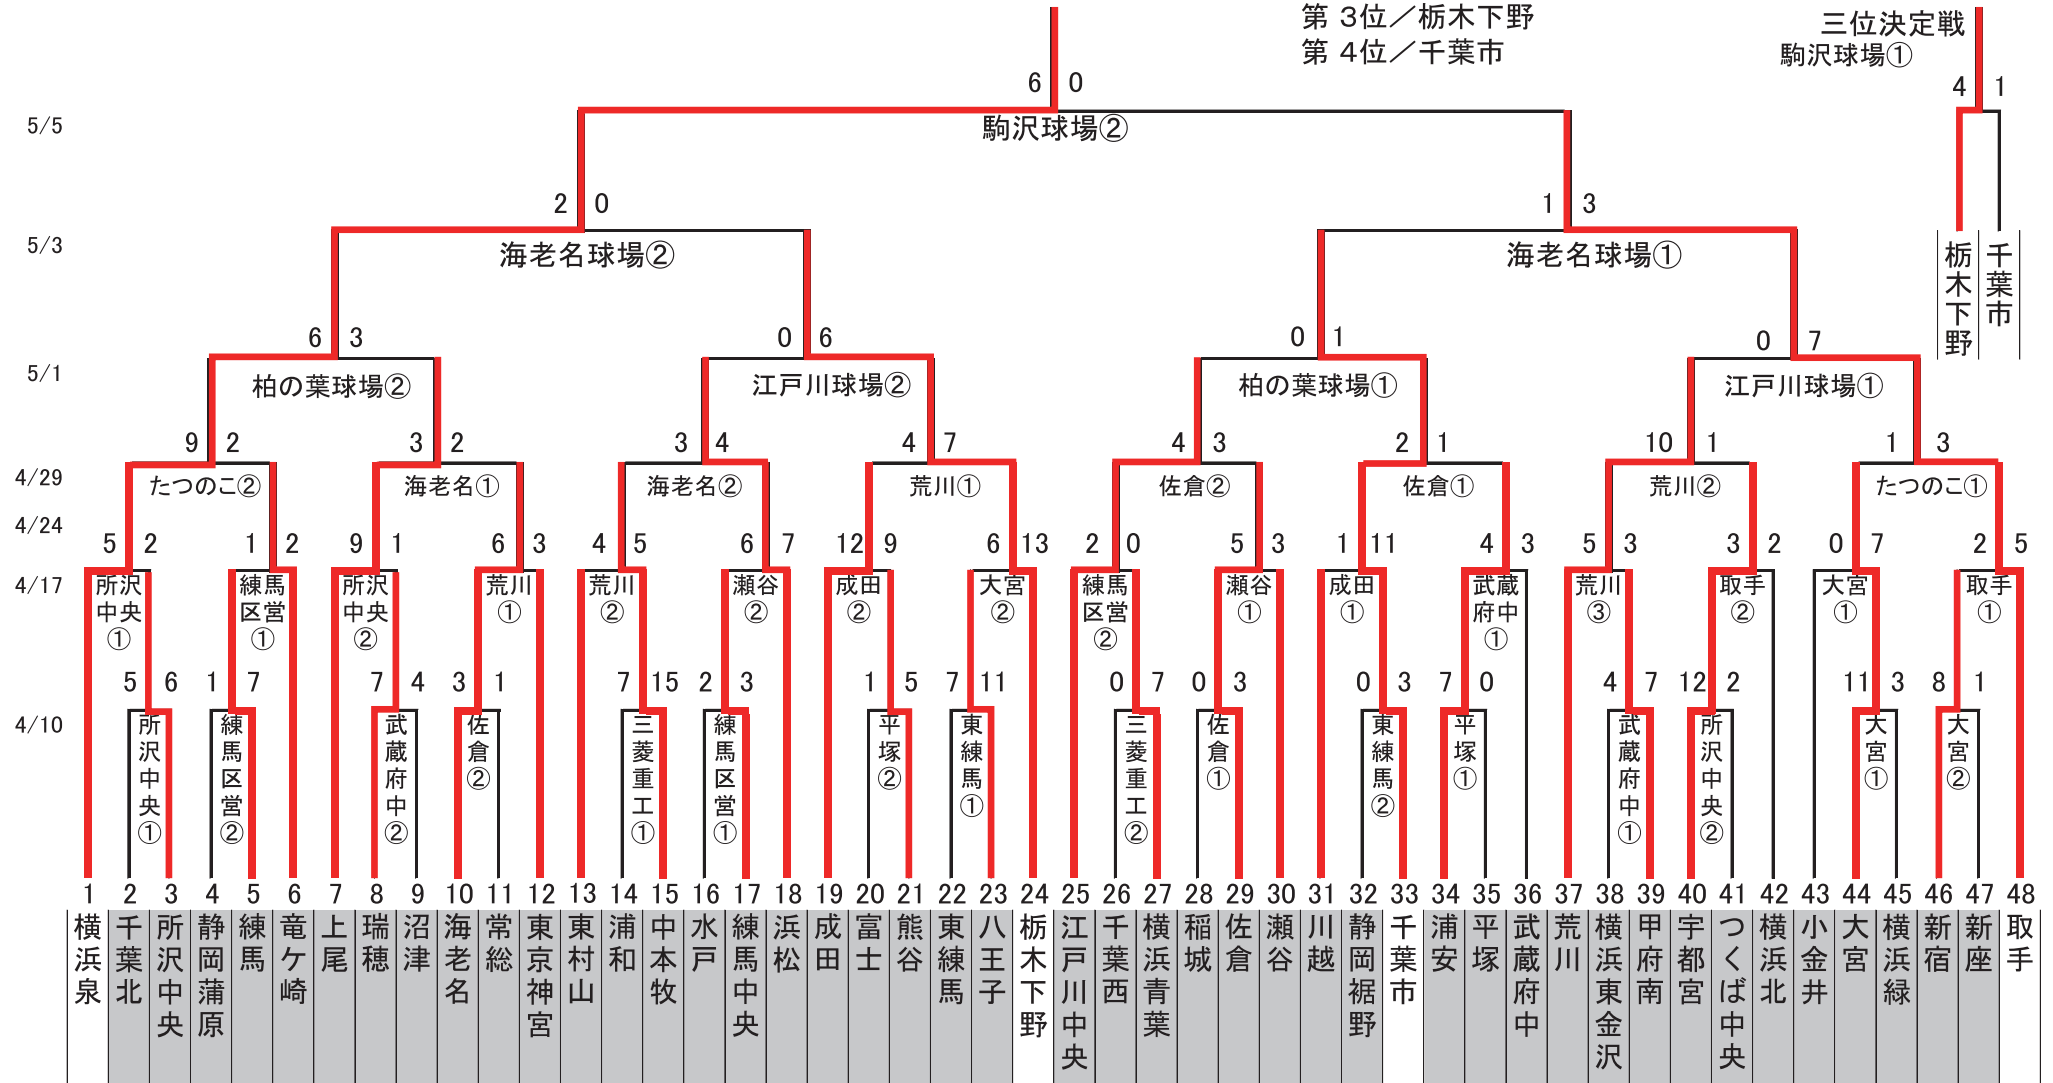 第 3位／栃木下野
第 4位／千葉市
三位決定戦
駒沢球場①
4 1
栃木下野
千葉市
6 0
5/5
駒沢球場②
2 0
1 3
5/3
海老名球場②
海老名球場①
6 3
0 6
0 1
0 7
5/1
柏の葉球場②
江戸川球場②
柏の葉球場①
江戸川球場①
9 2
3 2
3 4
4 7
4 3
2 1
10 1
1 3
4/29
たつのこ②
海老名①
海老名②
荒川①
佐倉②
佐倉①
荒川②
たつのこ①
4/24
5 2
1 2
9 1
6 3
4 5
6 7
12 9
6 13
2 0
5 3
1 11
4 3
5 3
3 2
0 7
2 5
4/17
所沢中央①
練馬区営①
所沢中央②
荒川①
荒川②
瀬谷②
成田②
大宮②
練馬区営②
瀬谷①
成田①
武蔵府中①
荒川③
取手②
大宮①
取手①
5 6
1 7
7 4
3 1
7 15
2 3
1 5
7 11
0 7
0 3
0 3
7 0
4 7
12 2
11 3
8 1
4/10
所沢中央①
練馬区営②
武蔵府中②
佐倉②
三菱重工①
練馬区営①
平塚②
東練馬①
三菱重工②
佐倉①
東練馬②
平塚①
武蔵府中①
所沢中央②
大宮①
大宮②
1 横浜泉
2 千葉北
3 所沢中央
4 静岡蒲原
5 練馬
6 竜ケ崎
7 上尾
8 瑞穂
9 沼津
10 海老名
11 常総
12 東京神宮
13 東村山
14 浦和
15 中本牧
16 水戸
17 練馬中央
18 浜松
19 成田
20 富士
21 熊谷
22 東練馬
23 八王子
24 栃木下野
25 江戸川中央
26 千葉西
27 横浜青葉
28 稲城
29 佐倉
30 瀬谷
31 川越
32 静岡裾野
33 千葉市
34 浦安
35 平塚
36 武蔵府中
37 荒川
38 横浜東金沢
39 甲府南
40 宇都宮
41 つくば中央
42 横浜北
43 小金井
44 大宮
45 横浜緑
46 新宿
47 新座
48 取手